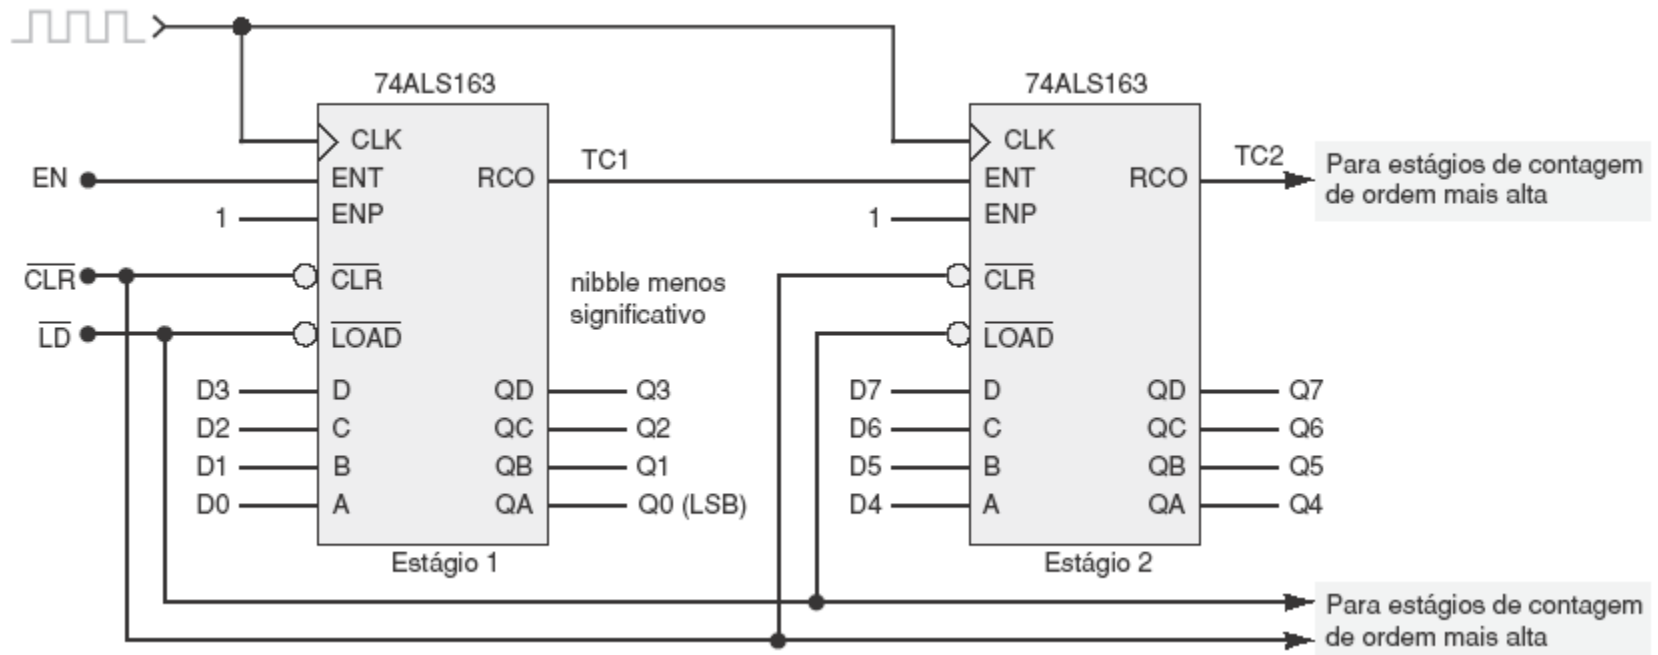 74ALS163
74ALS163
CLK
CLK
EN
ENT
RCO
TC1
ENT
RCO
TC2
Para estágios de contagem
de ordem mais alta
1
ENP
1
ENP
CLR
CLR
nibble menos
significativo
CLR
LD
LOAD
LOAD
D3
D
QD
Q3
D7
D
QD
Q7
D2
C
QC
Q2
D6
C
QC
Q6
D1
B
QB
Q1
D5
B
QB
Q5
D0
A
QA
Q0 (LSB)
D4
A
QA
Q4
Estágio 1
Estágio 2
Para estágios de contagem
de ordem mais alta